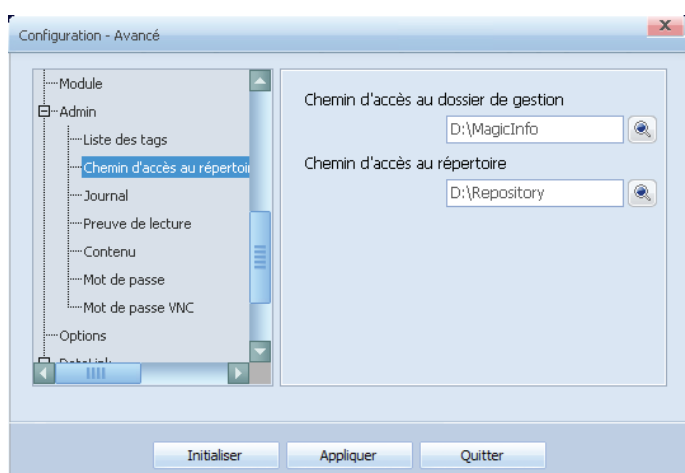 Configuration - Avancé
Module
Admin
Liste des tags
Chemin d'accès au répertoi
Journal
Preuve de lecture
Contenu
Mot de passe
Mot de passe VNC
Options
DataLink
Chemin d'accès au dossier de gestion
D:\MagicInfo
Chemin d'accès au répertoire
D:\Repository
Initialiser
Appliquer
Quitter